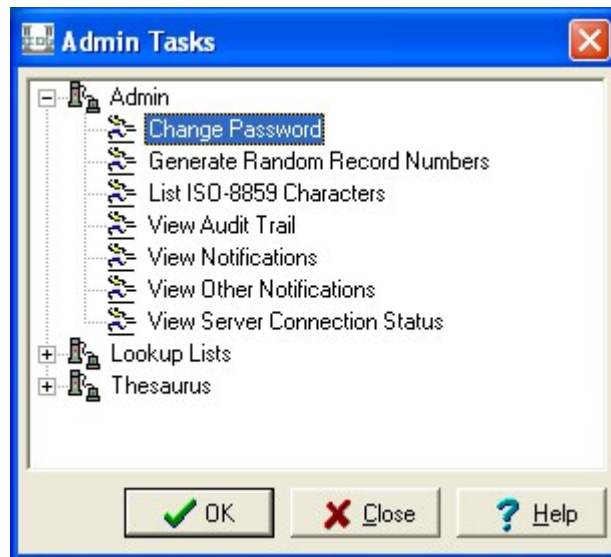 Admin Tasks
Admin
Change Password
Generate Random Record Numbers
List ISO-8859 Characters
View Audit Trail
View Notifications
View Other Notifications
View Server Connection Status
Lookup Lists
Thesaurus
OK Close Help